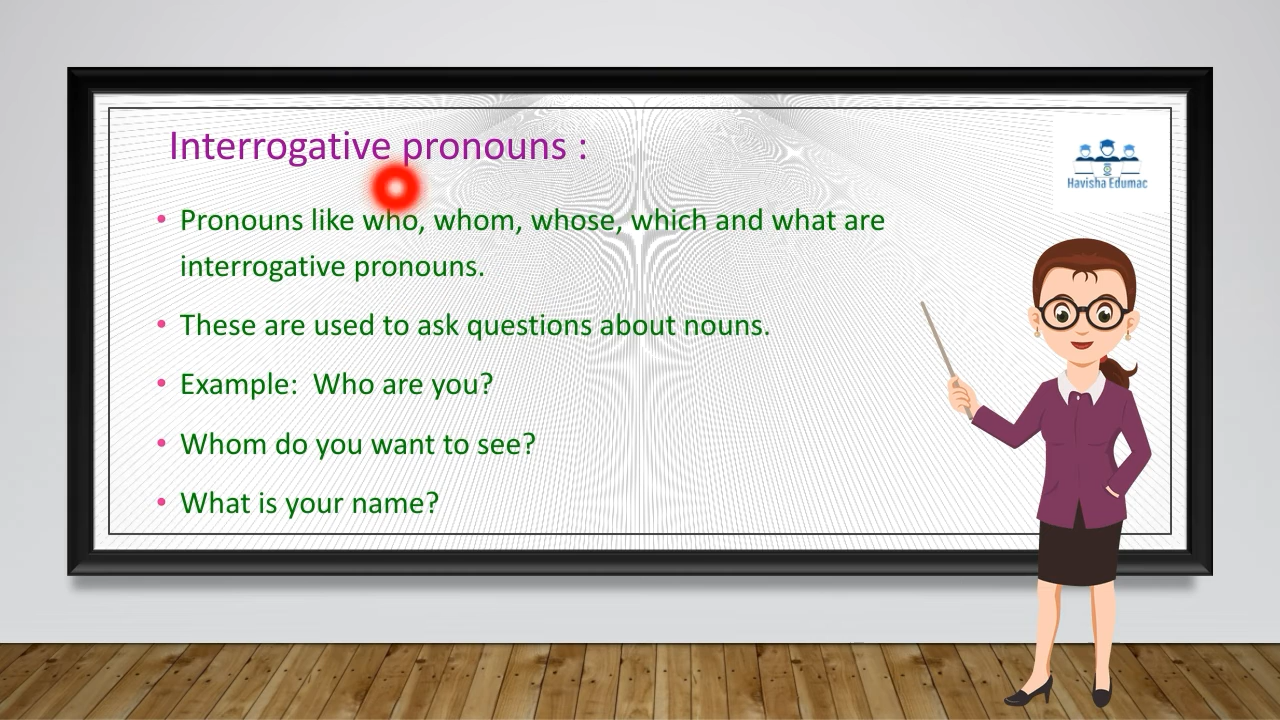 Interrogative pronouns :
Havisha Edumac
• Pronouns like who, whom, whose, which and what are
interrogative pronouns.
• These are used to ask questions about nouns.
• Example:  Who are you?
• Whom do you want to see?
• What is your name?